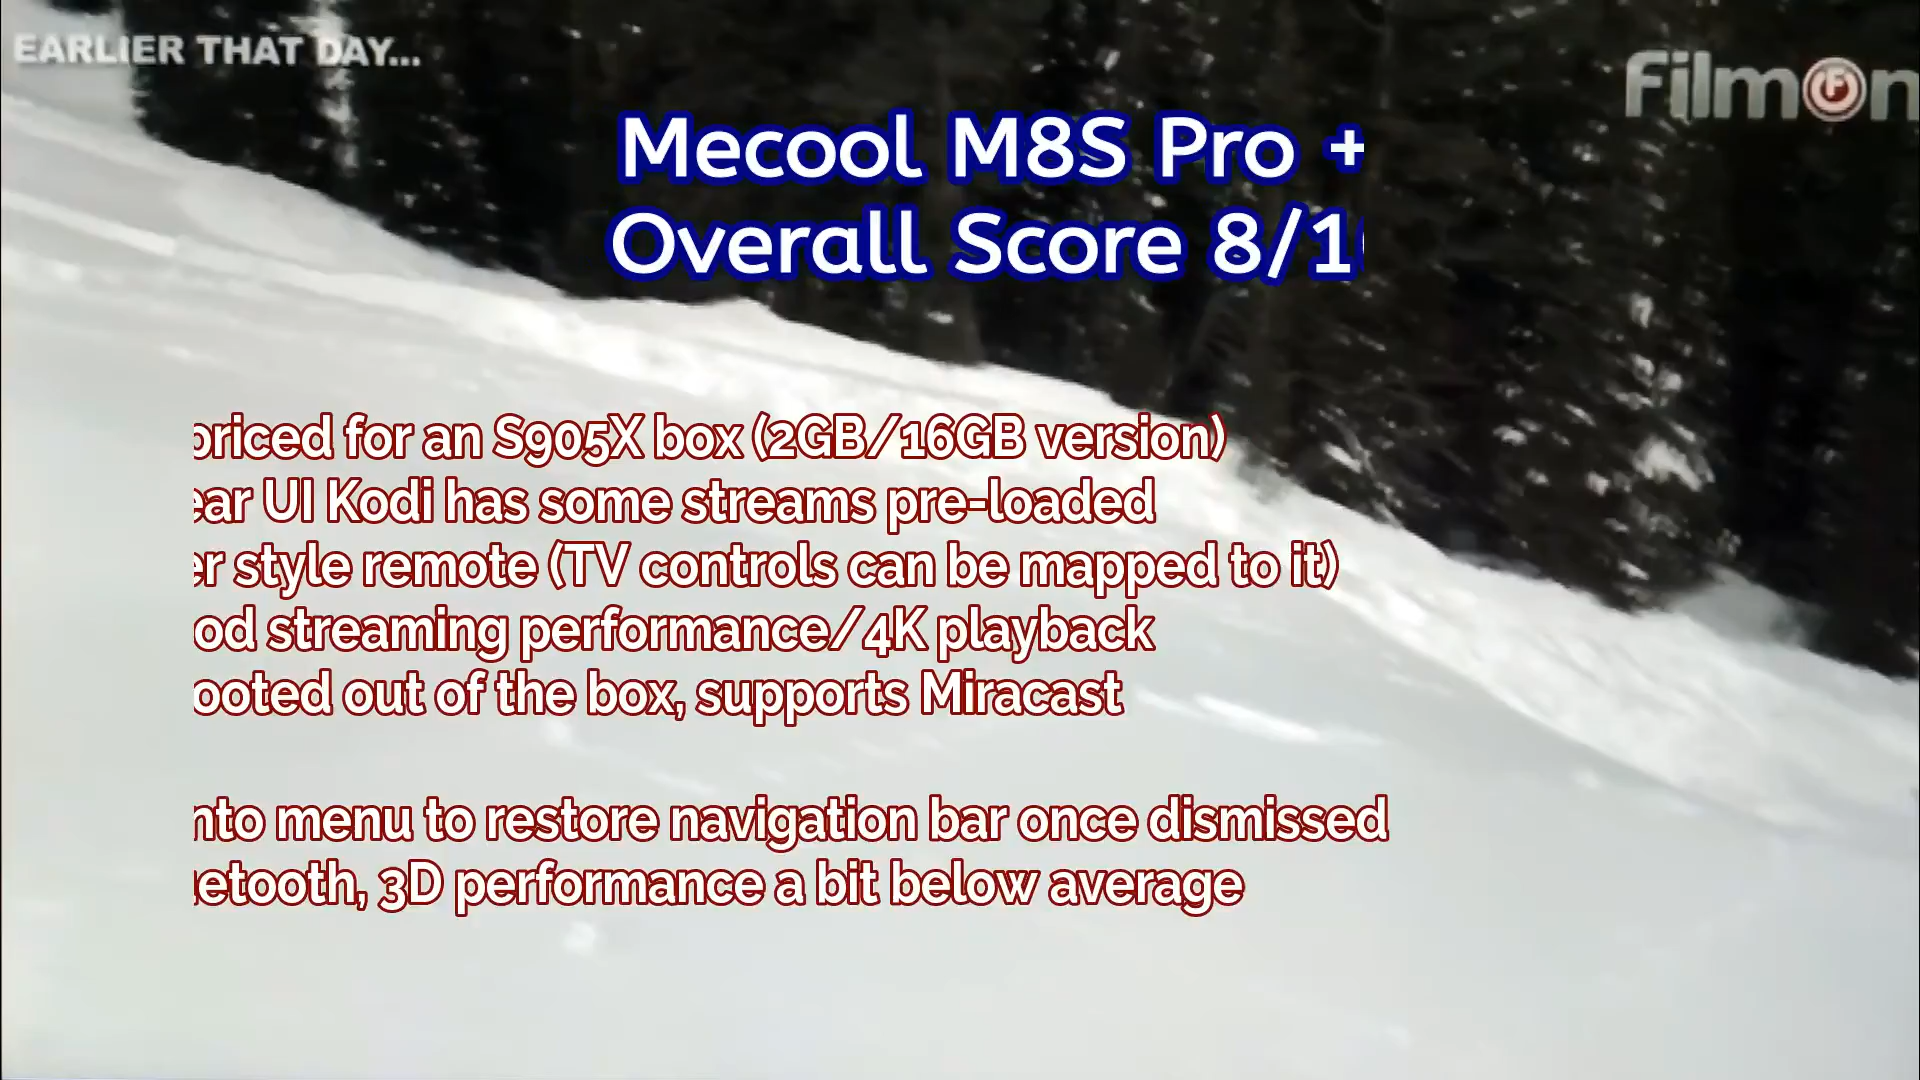 EARLIER THAT DAY...
FilmOn
Mecool M8S Pro +
Overall Score 8/1
priced for an S905X box (2GB/16GB version)
ear UI Kodi has some streams pre-loaded
er style remote (TV controls can be mapped to it)
od streaming performance/4K playback
ooted out of the box, supports Miracast
nto menu to restore navigation bar once dismissed
etooth, 3D performance a bit below average